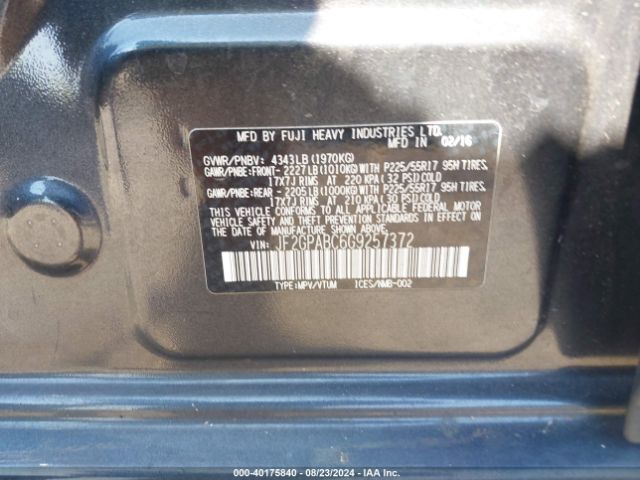 MFD BY FUJI HEAVY INDUSTRIES LTD.
MFD IN 02/16
GVWR/PNBV: 4343LB(1970KG)
GAWR/PNBE:FRONT- 2227LB(1010KG)WITH P225/55R17 95H TIRES,
17X7J RIMS AT 220 KPA(32 PSI)COLD
GAWR/PNBE:REAR - 2205LB(1000KG)WITH P225/55R17 95H TIRES,
17X7J RIMS AT 210 KPA(30 PSI)COLD
THIS VEHICLE CONFORMS TO ALL APPLICABLE FEDERAL MOTOR
VEHICLE SAFETY AND THEFT PREVENTION STANDARDS IN EFFECT
ON THE DATE OF MANUFACTURE SHOWN ABOVE.
VIN: JF2GPABC6G9257372
TYPE:MPV/VTUM ICES/NMB-002
000-40175840 - 08/23/2024 - IAA, Inc.